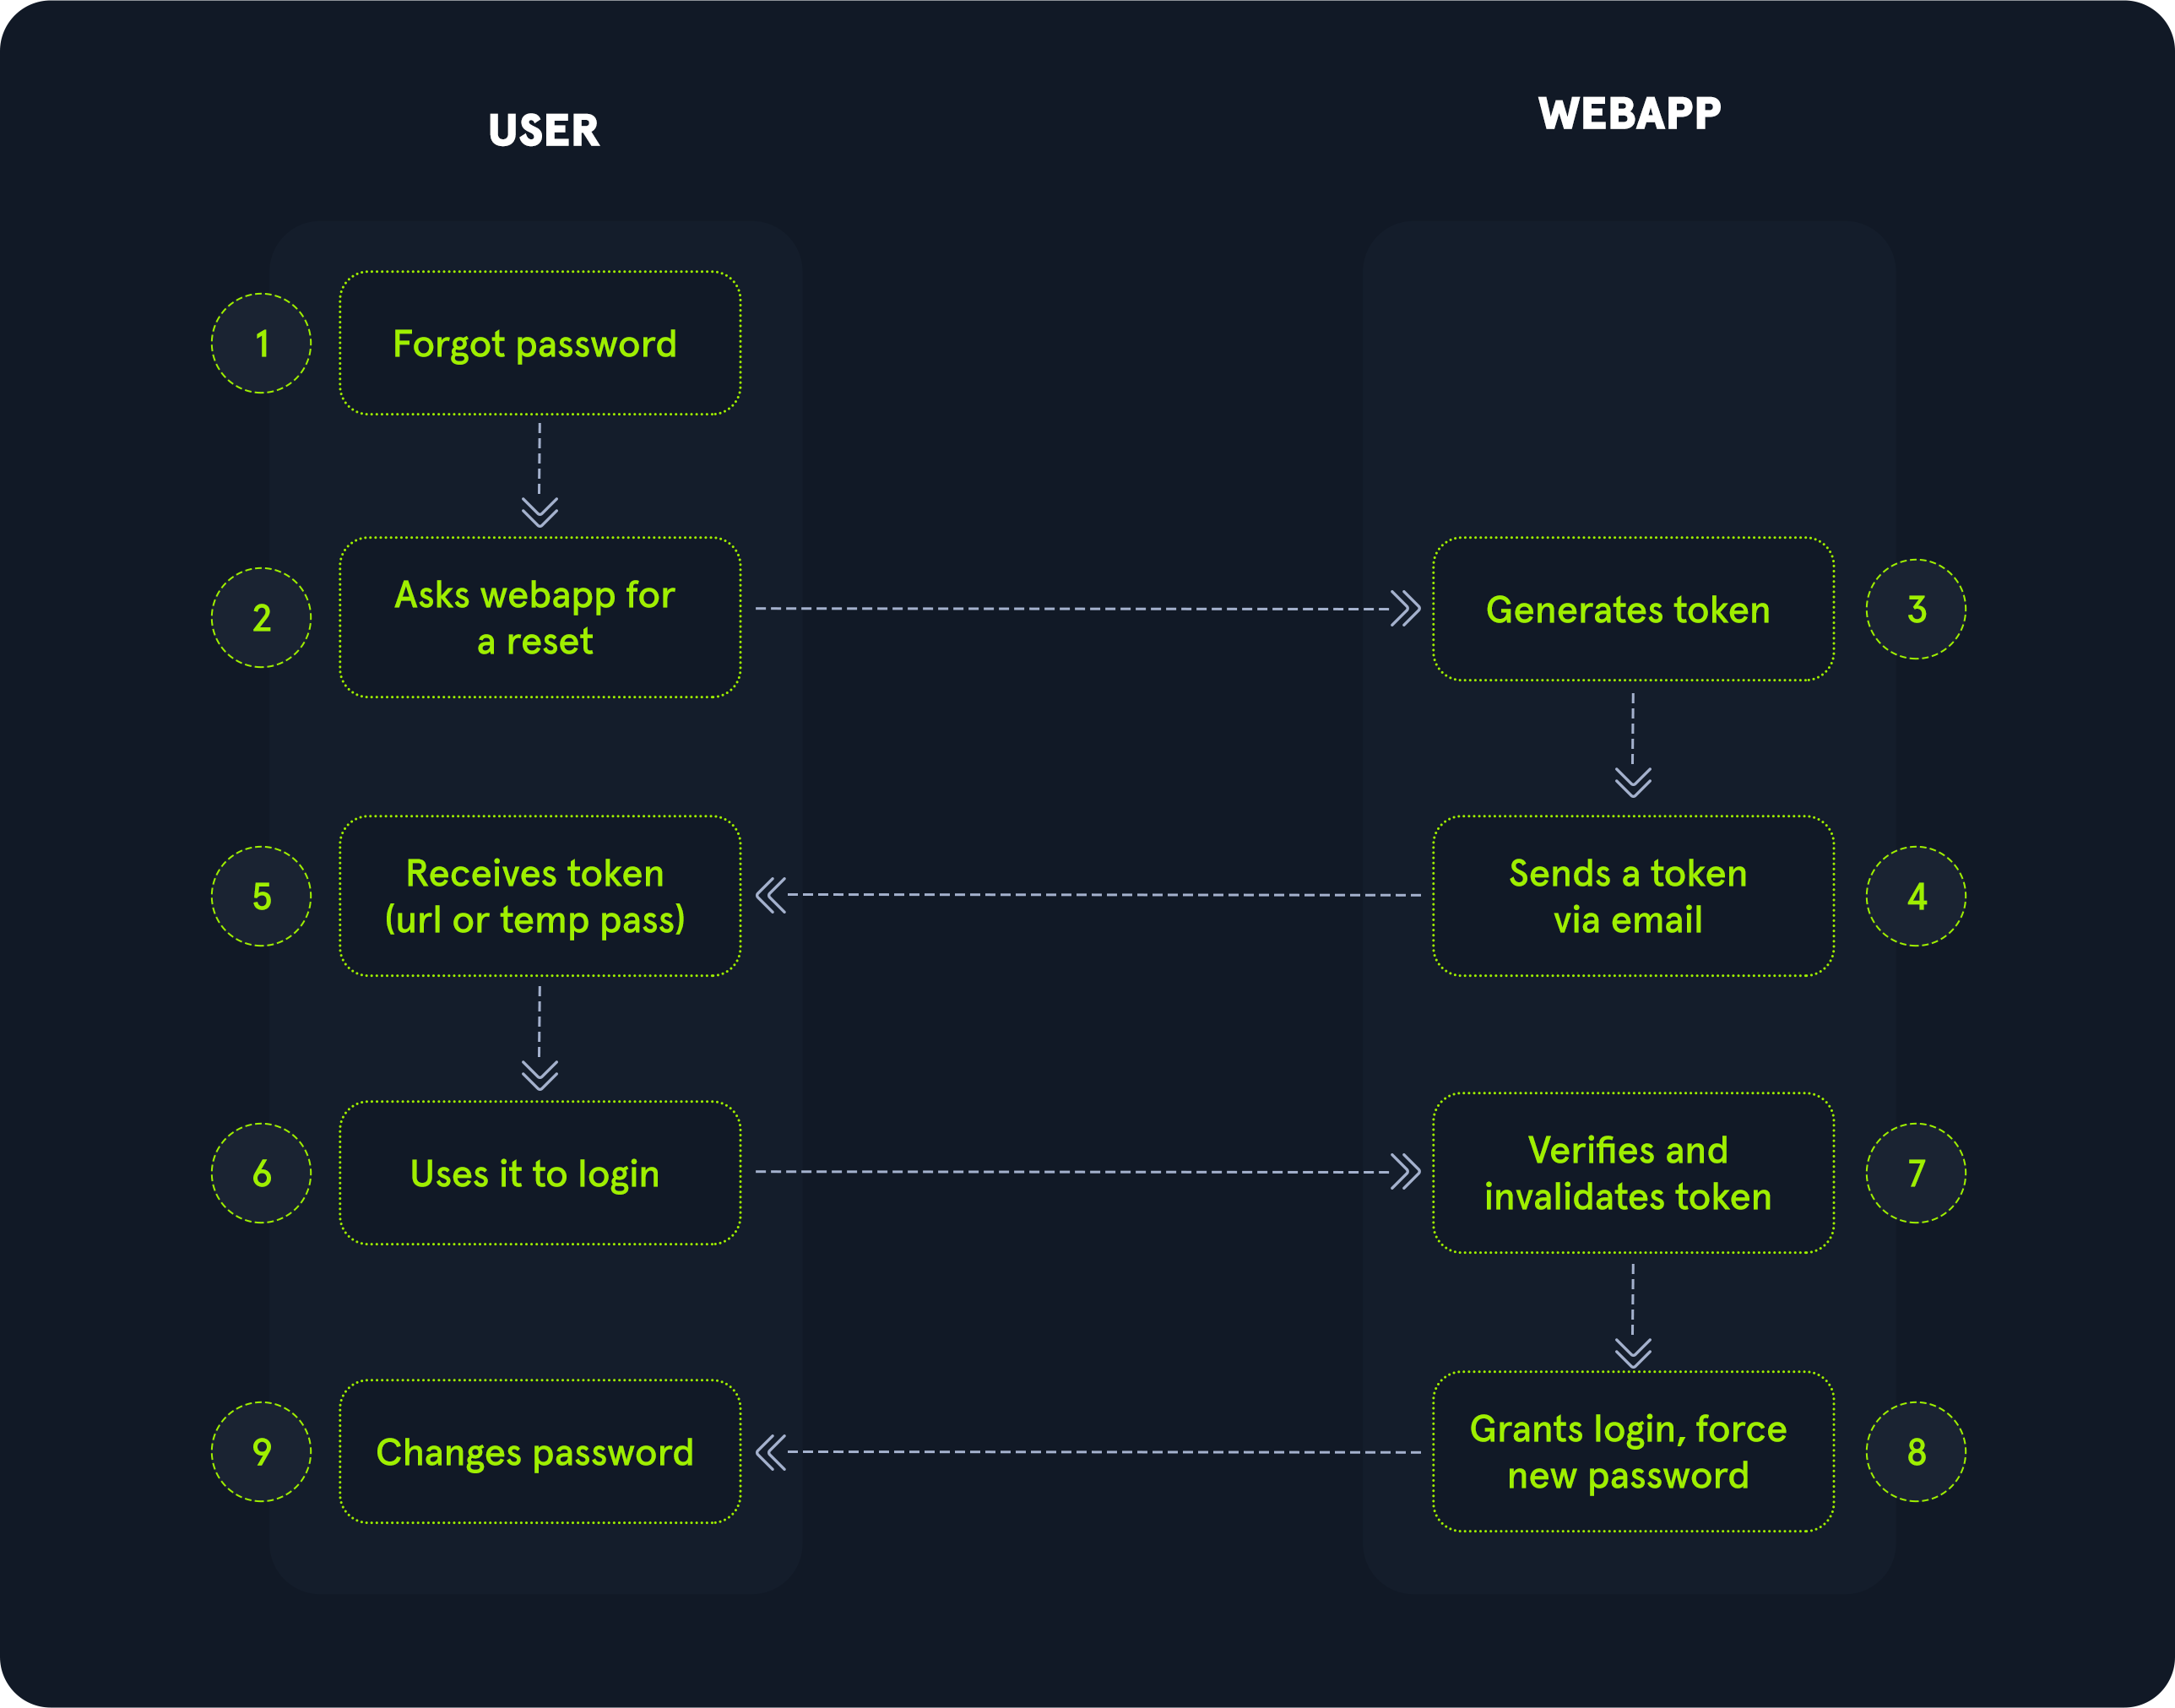 USER
WEBAPP
1
Forgot password
2
Asks webapp for
a reset
Generates token
3
Sends a token
via email
4
5
Receives token
(url or temp pass)
6
Uses it to login
Verifies and
invalidates token
7
Grants login, force
new password
8
9
Changes password